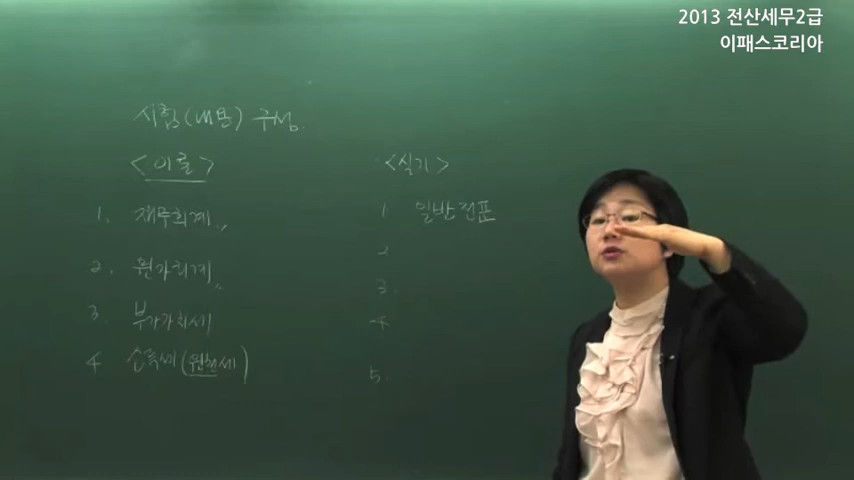 2013 전산세무2급
이패스코리아
시험(내용) 구성.
<이론>
1. 재무회계
2. 원가회계
3. 부가가치세
4 소득세(원천세)
<실기>
1 일반전표
2
3.
4
5.